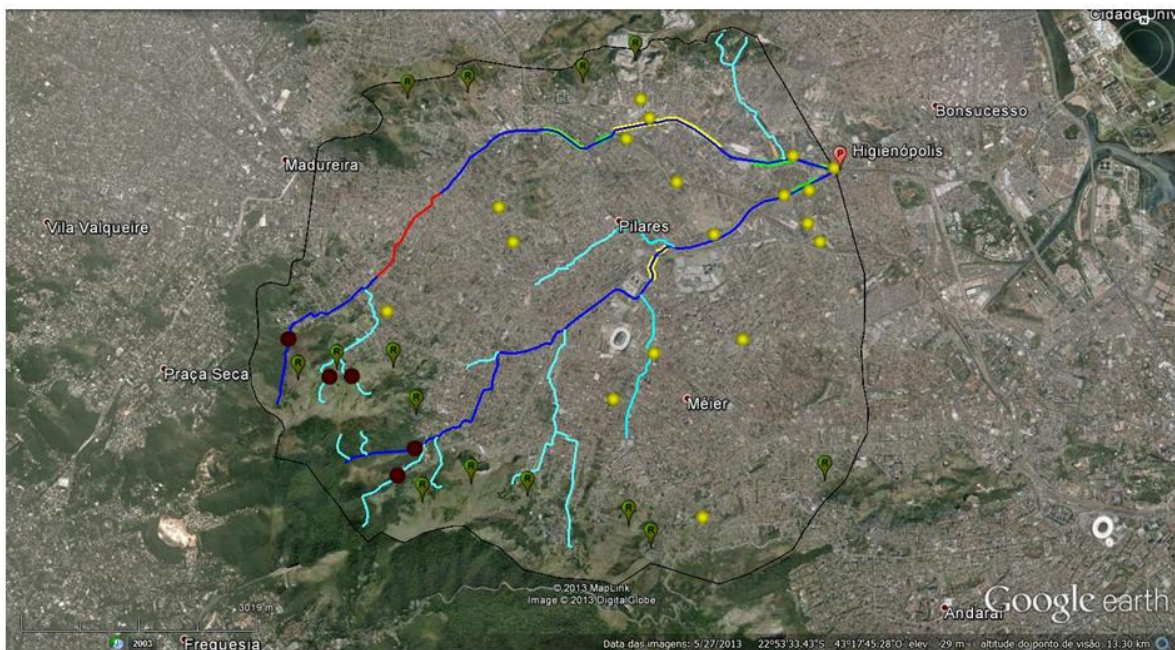 Cidade Univ
N
Bonsucesso
R
R
R
R
P
Higienópolis
Madureira
Vila Valqueire
Pilares
Praça Seca
R
R
R
R
Méier
R
R
R
R
R
R
© 2013 MapLink
Image © 2013 DigitalGlobe
3019 m
Google earth
Andaraí
2003
Freguesia
Data das imagens: 5/27/2013 22°53'33.43"S 43°17'45.28"O elev 29 m altitude do ponto de visão 13.30 km